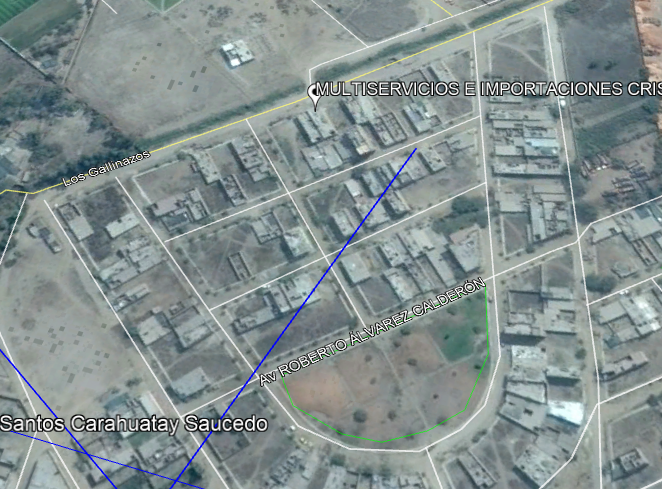 MULTISERVICIOS E IMPORTACIONES CRIS
Los Gallinazos
Av ROBERTO ÁLVAREZ CALDERÓN
Santos Carahuatay Saucedo